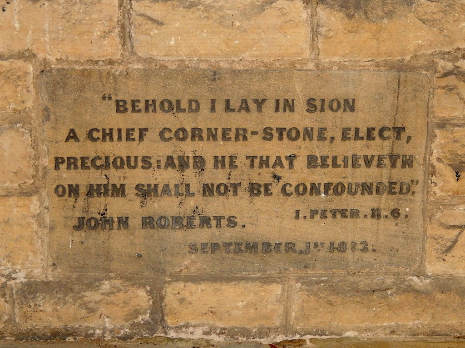 "BEHOLD I LAY IN SION
A CHIEF CORNER-STONE, ELECT,
PRECIOUS: AND HE THAT BELIEVETH
ON HIM SHALL NOT BE CONFOUNDED."
I. PETER. II. 6.
JOHN ROBERTS.
SEPTEMBER, 1ST